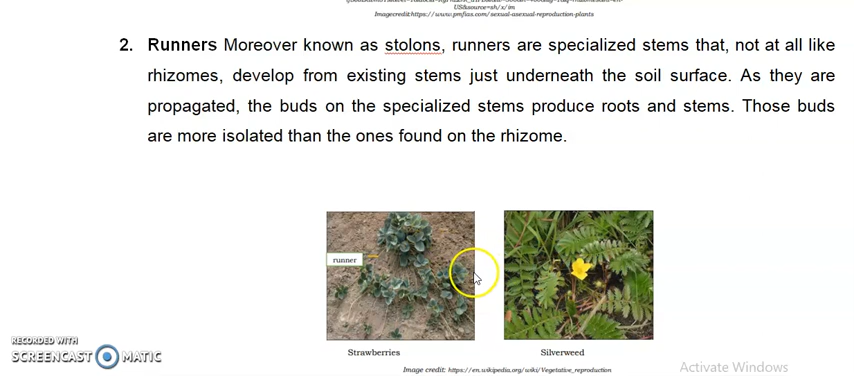 US&source=sh/x/im
Imagecredit:https://www.pmfias.com/sexual-asexual-reproduction-plants
2. Runners Moreover known as stolons, runners are specialized stems that, not at all like
rhizomes, develop from existing stems just underneath the soil surface. As they are
propagated, the buds on the specialized stems produce roots and stems. Those buds
are more isolated than the ones found on the rhizome.
runner
Strawberries Silverweed
Image credit: https://en.wikipedia.org/wiki/Vegetative_reproduction
RECORDED WITH
SCREENCAST MATIC
Activate Windows